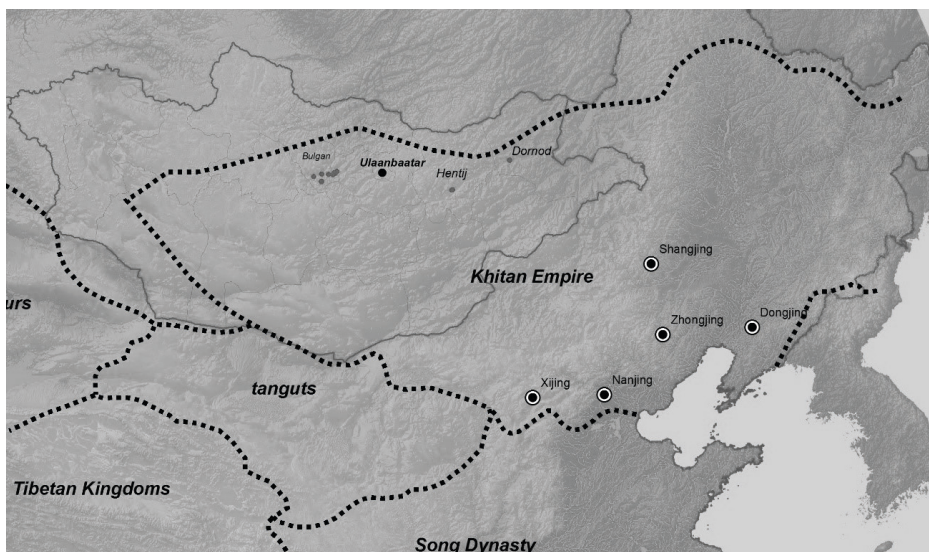 Bulgan
Ulaanbaatar
Dornod
Hentij
Shangjing
Khitan Empire
urs
Dongjing
Zhongjing
tanguts
Xijing
Nanjing
Tibetan Kingdoms
Song Dynasty